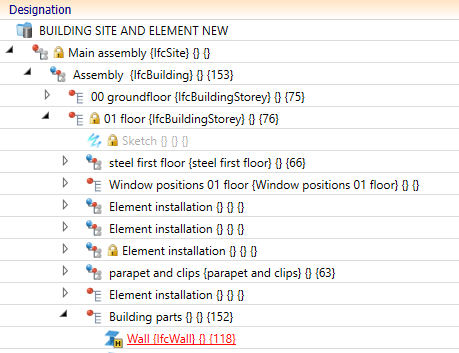 Designation
BUILDING SITE AND ELEMENT NEW
Main assembly {IfcSite} {} {}
Assembly {IfcBuilding} {} {153}
00 groundfloor {IfcBuildingStorey} {} {75}
01 floor {IfcBuildingStorey} {} {76}
Sketch {} {} {}
steel first floor {steel first floor} {} {66}
Window positions 01 floor {Window positions 01 floor} {} {}
Element installation {} {} {}
Element installation {} {} {}
Element installation {} {} {}
parapet and clips {parapet and clips} {} {63}
Element installation {} {} {}
Building parts {} {} {152}
H Wall {IfcWall} {} {118}